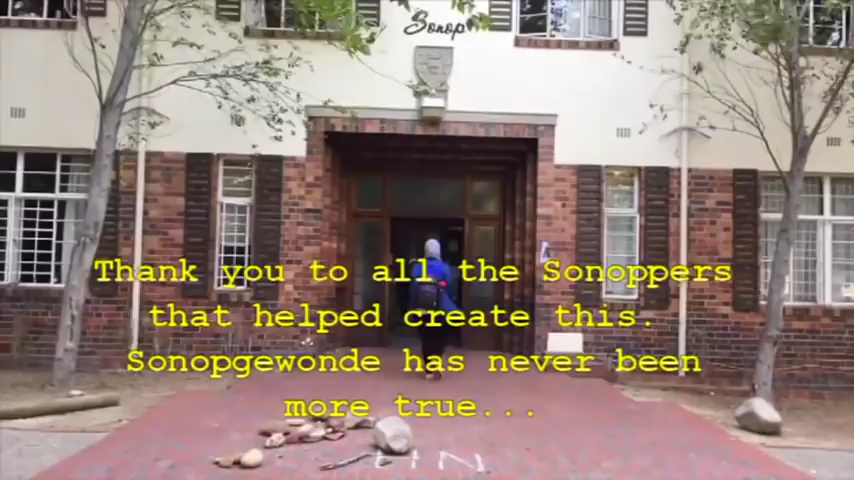 Sonop
Thank you to all the Sonoppers
that helped create this.
Sonopgewonde has never been
more true...